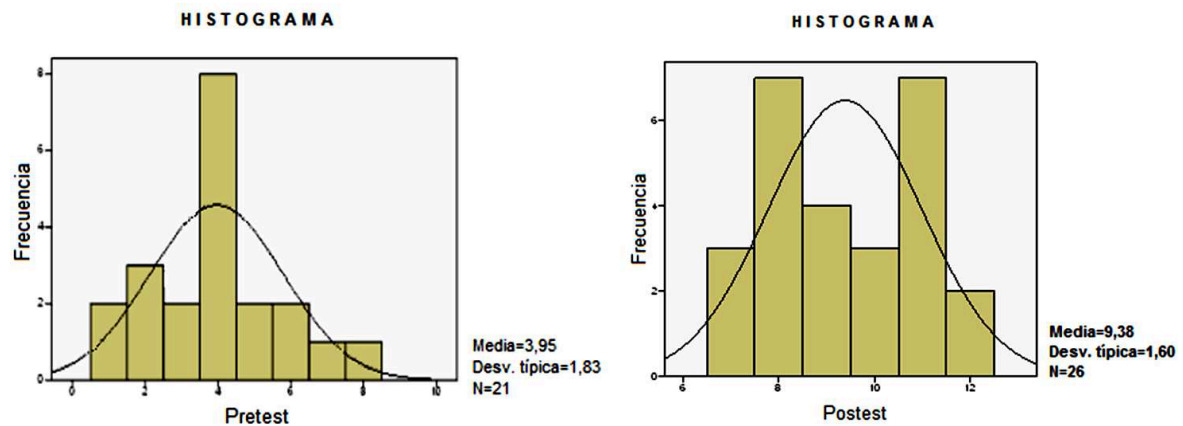 HISTOGRAMA
8
6
4
2
0
Frecuencia
0 2 4 6 8 10
Pretest
Media=3,95
Desv. típica=1,83
N=21
HISTOGRAMA
6
4
2
0
Frecuencia
6 8 10 12
Postest
Media=9,38
Desv. típica=1,60
N=26